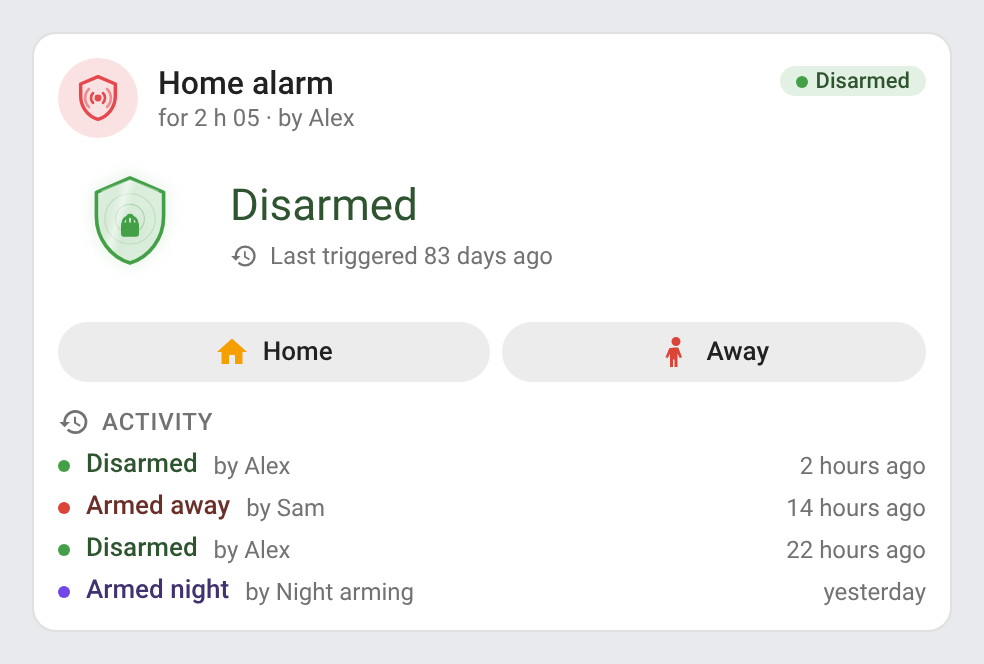 Home alarm
Disarmed
for 2 h 05 · by Alex
Disarmed
Last triggered 83 days ago
Home
Away
ACTIVITY
Disarmed by Alex 2 hours ago
Armed away by Sam 14 hours ago
Disarmed by Alex 22 hours ago
Armed night by Night arming yesterday